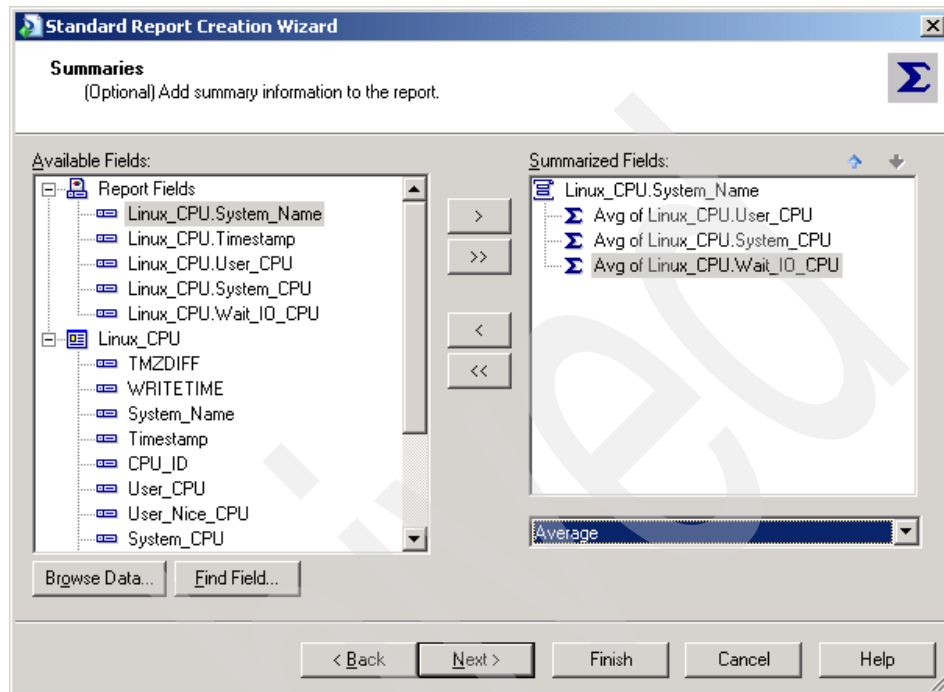 Standard Report Creation Wizard
Summaries
(Optional) Add summary information to the report.
Σ
Available Fields:
Report Fields
Linux_CPU.System_Name
Linux_CPU.Timestamp
Linux_CPU.User_CPU
Linux_CPU.System_CPU
Linux_CPU.Wait_IO_CPU
Linux_CPU
TMZDIFF
WRITETIME
System_Name
Timestamp
CPU_ID
User_CPU
User_Nice_CPU
System_CPU
Browse Data...
Find Field...
>
>>
<
<<
Summarized Fields:
Linux_CPU.System_Name
Σ Avg of Linux_CPU.User_CPU
Σ Avg of Linux_CPU.System_CPU
Σ Avg of Linux_CPU.Wait_IO_CPU
Average
< Back
Next >
Finish
Cancel
Help